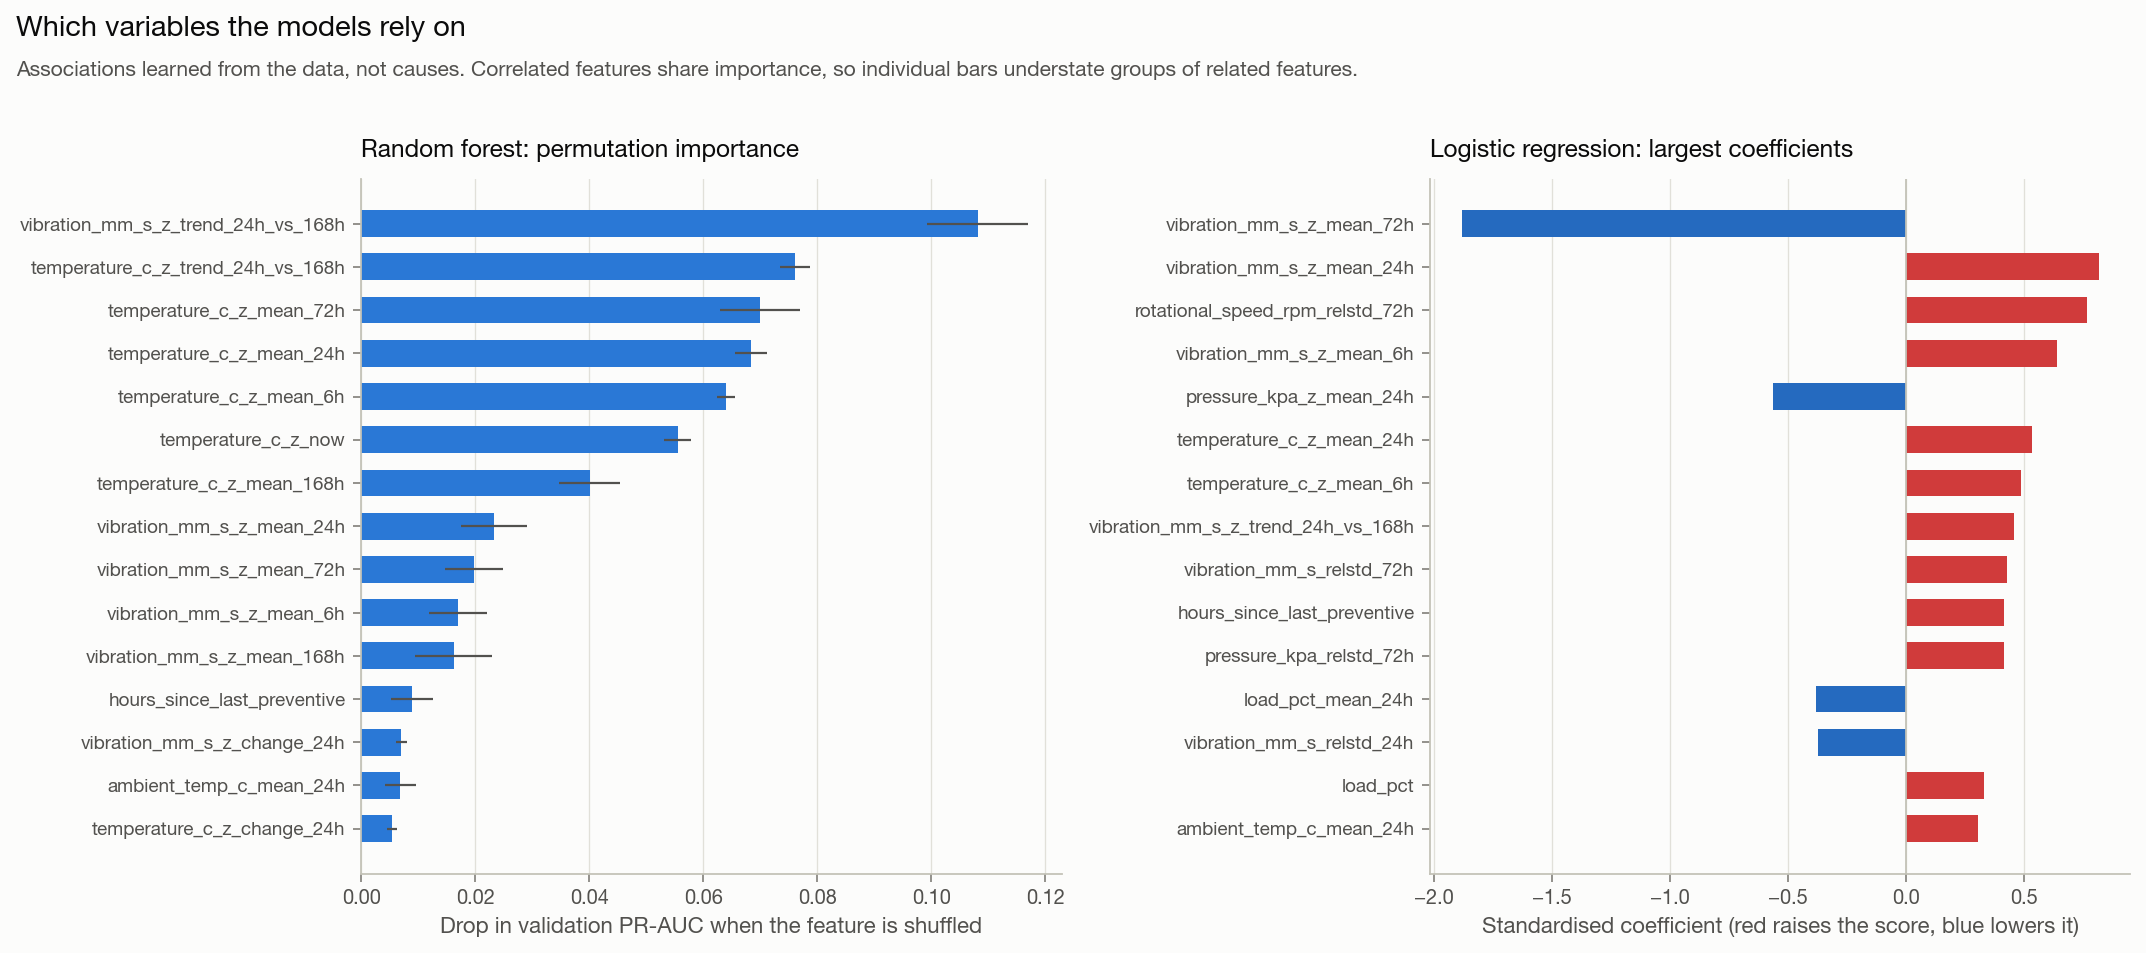 Which variables the models rely on
Associations learned from the data, not causes. Correlated features share importance, so individual bars understate groups of related features.
Random forest: permutation importance
vibration_mm_s_z_trend_24h_vs_168h
temperature_c_z_trend_24h_vs_168h
temperature_c_z_mean_72h
temperature_c_z_mean_24h
temperature_c_z_mean_6h
temperature_c_z_now
temperature_c_z_mean_168h
vibration_mm_s_z_mean_24h
vibration_mm_s_z_mean_72h
vibration_mm_s_z_mean_6h
vibration_mm_s_z_mean_168h
hours_since_last_preventive
vibration_mm_s_z_change_24h
ambient_temp_c_mean_24h
temperature_c_z_change_24h
0.00 0.02 0.04 0.06 0.08 0.10 0.12
Drop in validation PR-AUC when the feature is shuffled
Logistic regression: largest coefficients
vibration_mm_s_z_mean_72h
vibration_mm_s_z_mean_24h
rotational_speed_rpm_relstd_72h
vibration_mm_s_z_mean_6h
pressure_kpa_z_mean_24h
temperature_c_z_mean_24h
temperature_c_z_mean_6h
vibration_mm_s_z_trend_24h_vs_168h
vibration_mm_s_relstd_72h
hours_since_last_preventive
pressure_kpa_relstd_72h
load_pct_mean_24h
vibration_mm_s_relstd_24h
load_pct
ambient_temp_c_mean_24h
−2.0 −1.5 −1.0 −0.5 0.0 0.5
Standardised coefficient (red raises the score, blue lowers it)